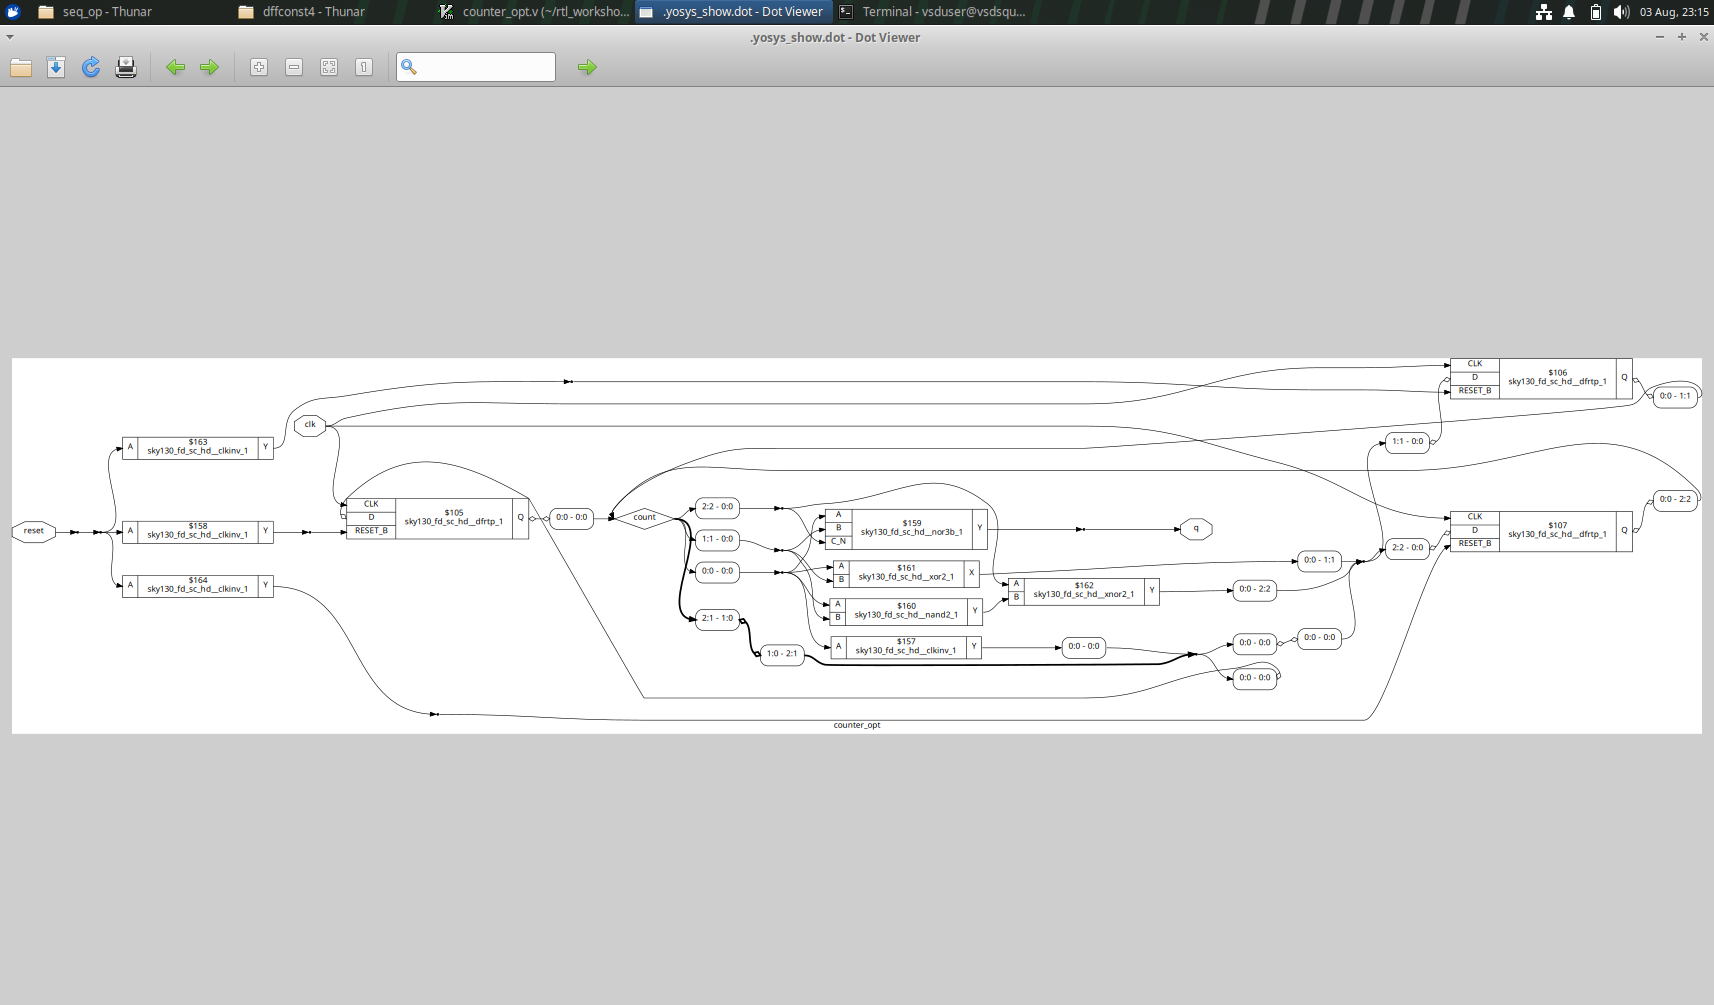 seq_op - Thunar
dffconst4 - Thunar
counter_opt.v (~/rtl_worksho...
.yosys_show.dot - Dot Viewer
Terminal - vsduser@vsdsqu...
03 Aug, 23:15
.yosys_show.dot - Dot Viewer
1
CLK
D
RESET_B
$106
sky130_fd_sc_hd__dfrtp_1
Q
0:0 - 1:1
clk
1:1 - 0:0
A
$163
sky130_fd_sc_hd__clkinv_1
Y
CLK
D
RESET_B
$105
sky130_fd_sc_hd__dfrtp_1
Q
0:0 - 0:0
count
reset
A
$158
sky130_fd_sc_hd__clkinv_1
Y
A
$164
sky130_fd_sc_hd__clkinv_1
Y
2:2 - 0:0
1:1 - 0:0
0:0 - 0:0
2:1 - 1:0
1:0 - 2:1
A
B
C_N
$159
sky130_fd_sc_hd__nor3b_1
Y
q
A
B
$161
sky130_fd_sc_hd__xor2_1
X
A
B
$160
sky130_fd_sc_hd__nand2_1
Y
A
B
$162
sky130_fd_sc_hd__xnor2_1
Y
A
$157
sky130_fd_sc_hd__clkinv_1
Y
0:0 - 0:0
0:0 - 1:1
0:0 - 2:2
0:0 - 0:0
0:0 - 0:0
0:0 - 0:0
2:2 - 0:0
CLK
D
RESET_B
$107
sky130_fd_sc_hd__dfrtp_1
Q
0:0 - 2:2
counter_opt